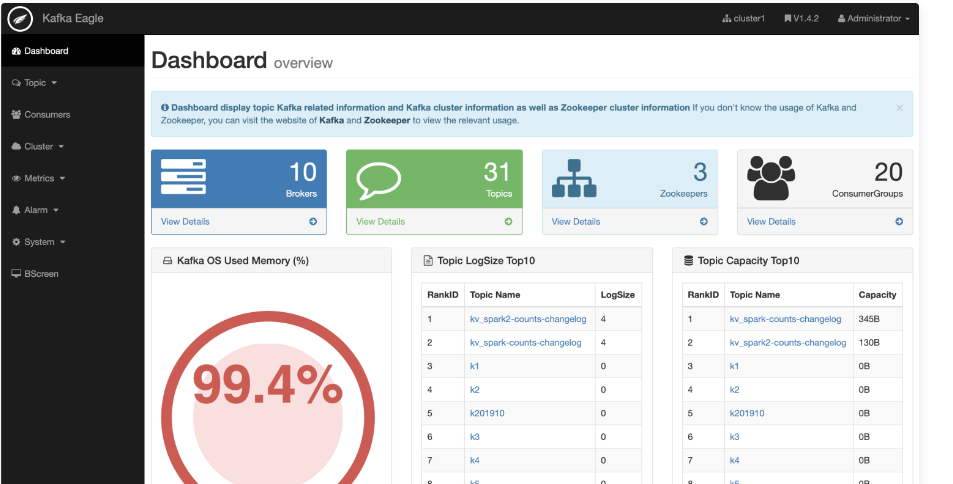 Kafka Eagle
cluster1 V1.4.2 Administrator
Dashboard
Topic
Consumers
Cluster
Metrics
Alarm
System
BScreen
Dashboard overview
Dashboard display topic Kafka related information and Kafka cluster information as well as Zookeeper cluster information If you don't know the usage of Kafka and
Zookeeper, you can visit the website of Kafka and Zookeeper to view the relevant usage.
×
10
Brokers
View Details
31
Topics
View Details
3
Zookeepers
View Details
20
ConsumerGroups
View Details
Kafka OS Used Memory (%)
99.4%
Topic LogSize Top10
RankID Topic Name LogSize
1 kv_spark2-counts-changelog 4
2 kv_spark-counts-changelog 4
3 k1 0
4 k2 0
5 k201910 0
6 k3 0
7 k4 0
Topic Capacity Top10
RankID Topic Name Capacity
1 kv_spark-counts-changelog 345B
2 kv_spark2-counts-changelog 130B
3 k1 0B
4 k2 0B
5 k201910 0B
6 k3 0B
7 k4 0B